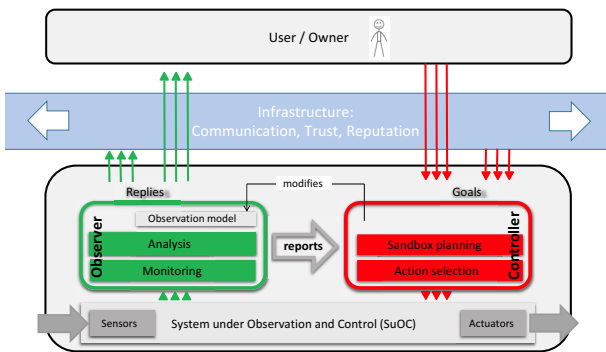 User / Owner
Infrastructure:
Communication, Trust, Reputation
Replies
modifies
Goals
Observer
Observation model
Analysis
Monitoring
reports
Sandbox planning
Action selection
Controller
Sensors
System under Observation and Control (SuOC)
Actuators